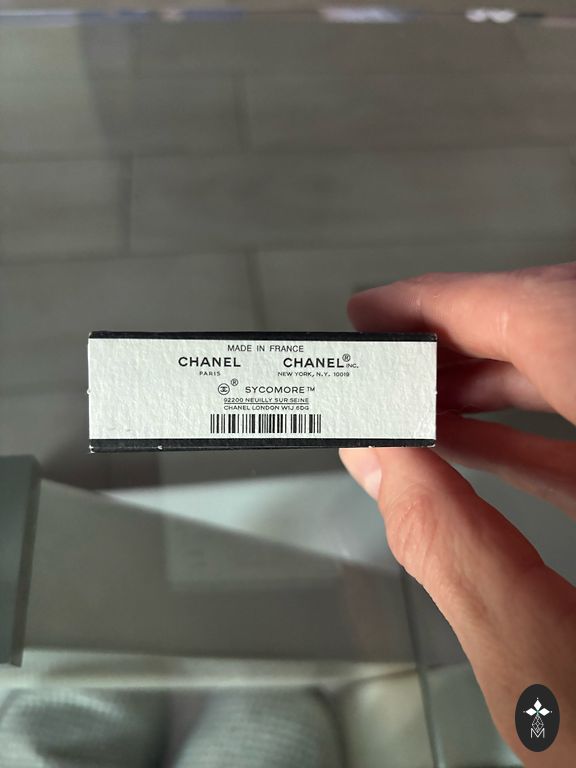 MADE IN FRANCE
CHANEL CHANEL® INC.
PARIS NEW YORK, N.Y. 10019
® SYCOMORE™
92200 NEUILLY SUR SEINE
CHANEL LONDON W1J 6DG
M